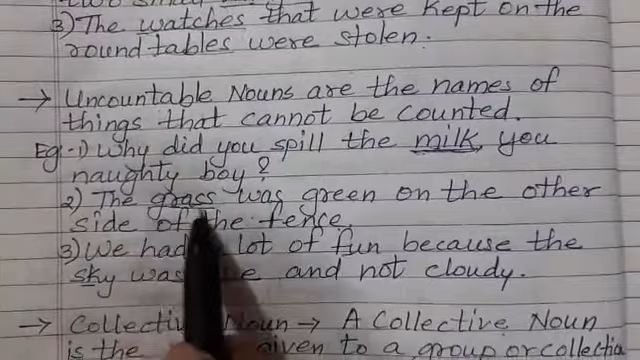 3) The watches that were kept on the
round tables were stolen.
→ Uncountable Nouns are the names of
things that cannot be counted.
Eg:-1) Why did you spill the milk, you
naughty boy?
2) The grass was green on the other
side of the fence.
3) We had lot of fun because the
sky was and not cloudy.
→ Collective Noun → A Collective Noun
is the given to a group or collectio